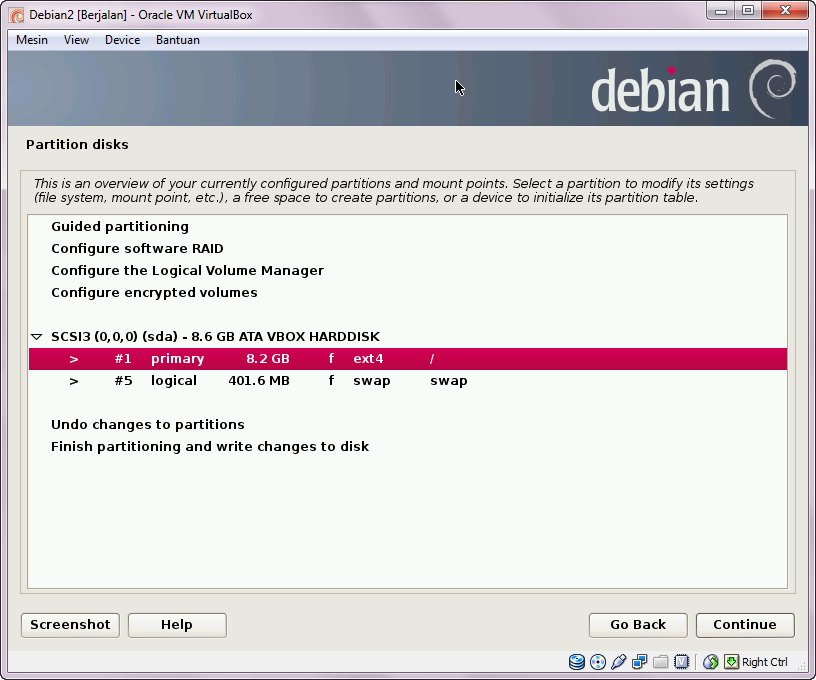 Debian2 [Berjalan] - Oracle VM VirtualBox
Mesin View Device Bantuan
debian
Partition disks
This is an overview of your currently configured partitions and mount points. Select a partition to modify its settings
(file system, mount point, etc.), a free space to create partitions, or a device to initialize its partition table.
Guided partitioning
Configure software RAID
Configure the Logical Volume Manager
Configure encrypted volumes
SCSI3 (0,0,0) (sda) - 8.6 GB ATA VBOX HARDDISK
> #1 primary 8.2 GB f ext4 /
> #5 logical 401.6 MB f swap swap
Undo changes to partitions
Finish partitioning and write changes to disk
Screenshot Help Go Back Continue
Right Ctrl